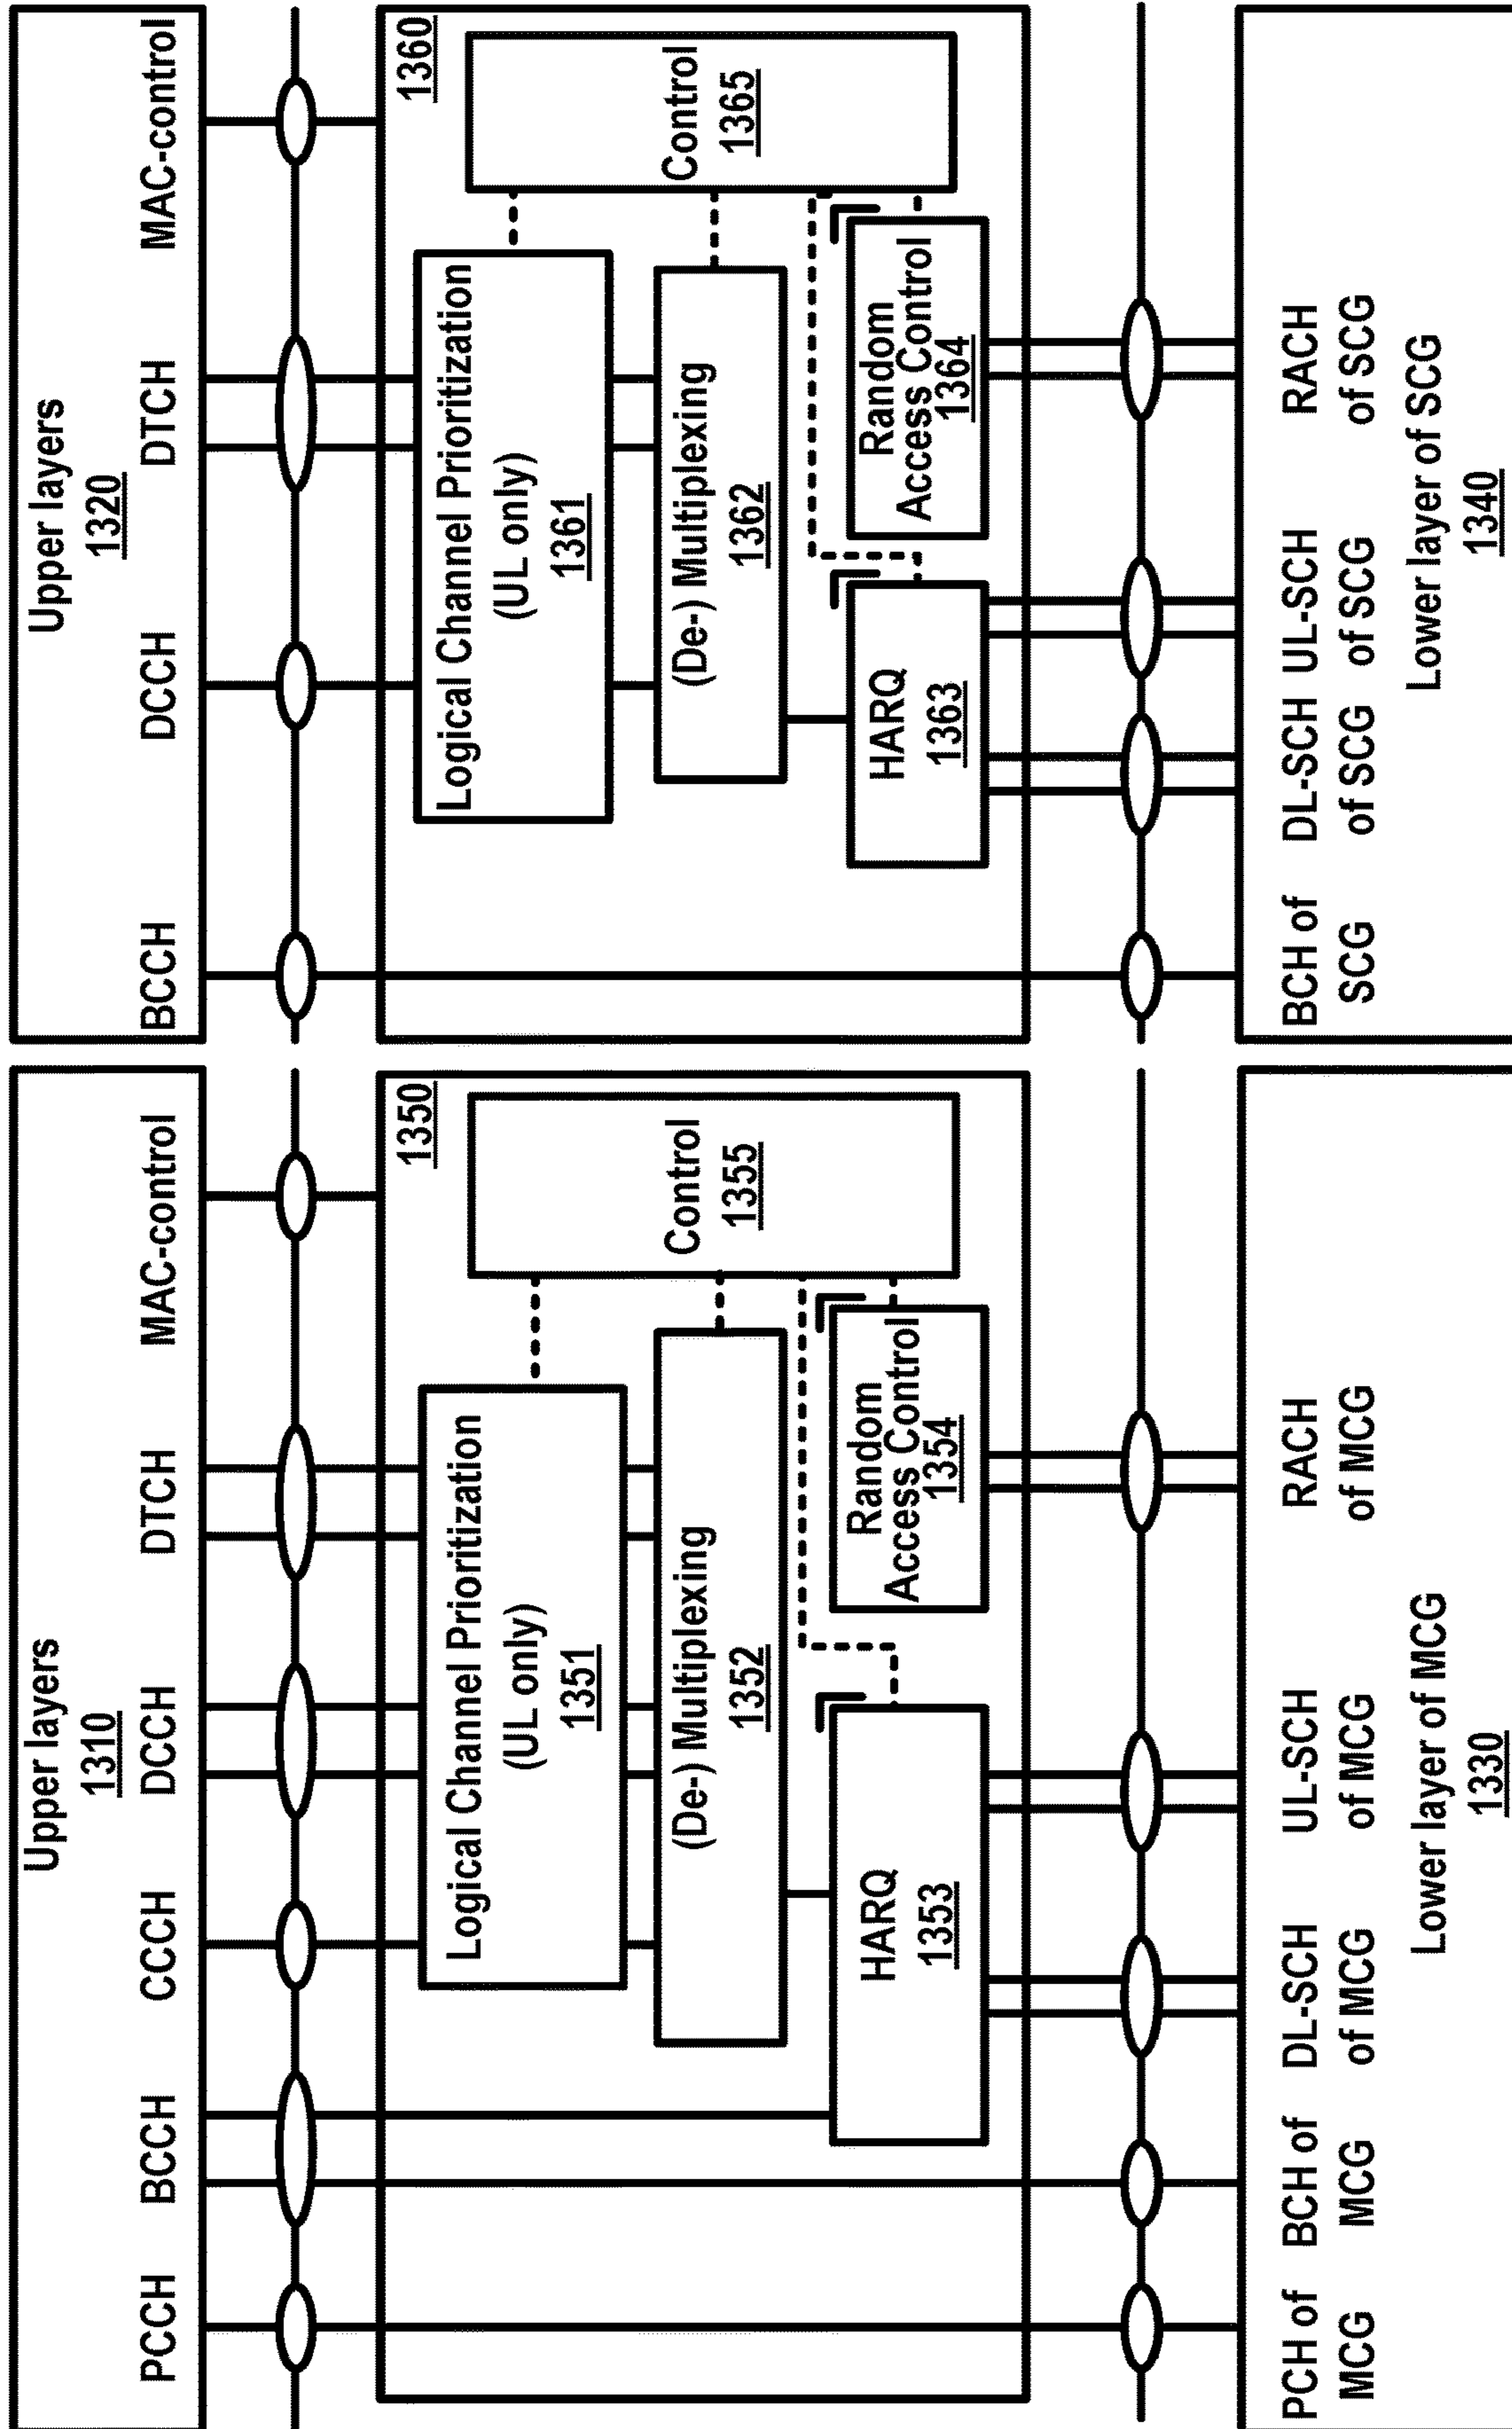 Upper layers
1310
PCCH
BCCH
CCCH
DCCH
DTCH
MAC-control
1350
Logical Channel Prioritization
(UL only)
1351
Control
1355
(De-) Multiplexing
1352
HARQ
1353
Random
Access Control
1354
PCH of
MCG
BCH of
MCG
DL-SCH
of MCG
UL-SCH
of MCG
RACH
of MCG
Lower layer of MCG
1330
Upper layers
1320
BCCH
DCCH
DTCH
MAC-control
1360
Logical Channel Prioritization
(UL only)
1361
Control
1365
(De-) Multiplexing
1362
HARQ
1363
Random
Access Control
1364
BCH of
SCG
DL-SCH
of SCG
UL-SCH
of SCG
RACH
of SCG
Lower layer of SCG
1340